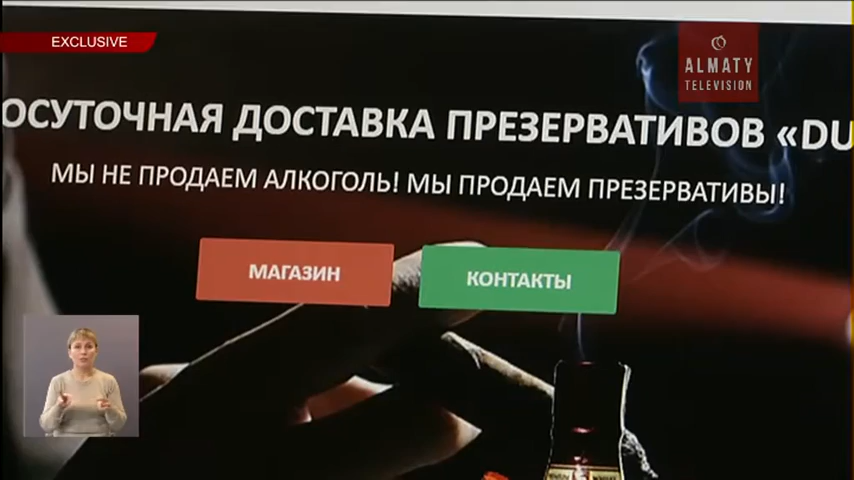 EXCLUSIVE
ALMATY
TELEVISION
ОСУТОЧНАЯ ДОСТАВКА ПРЕЗЕРВАТИВОВ «DU
МЫ НЕ ПРОДАЕМ АЛКОГОЛЬ! МЫ ПРОДАЕМ ПРЕЗЕРВАТИВЫ!
МАГАЗИН
КОНТАКТЫ